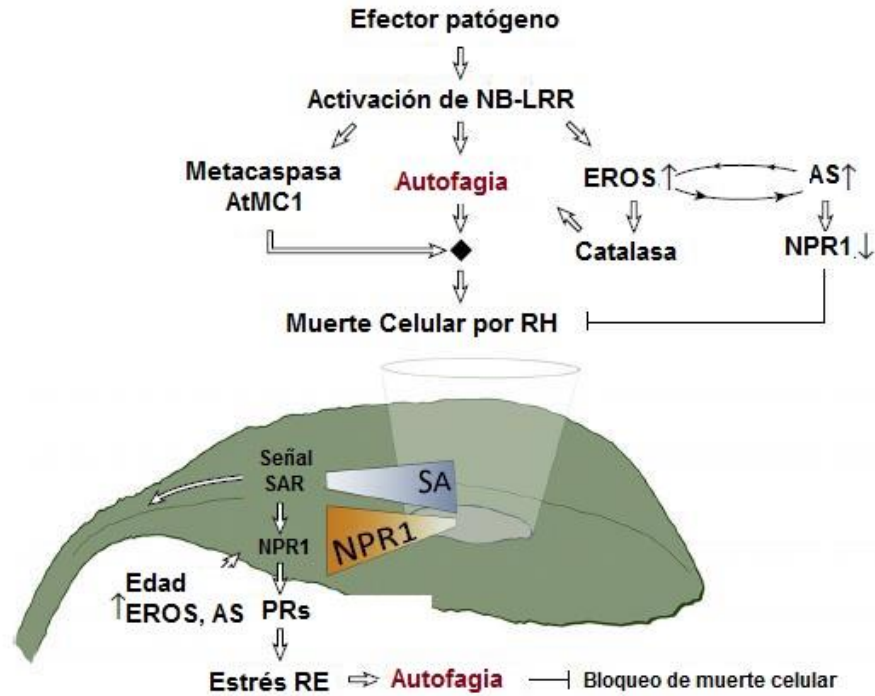 Efector patógeno
Activación de NB-LRR
Metacaspasa
AtMC1
Autofagia
EROS ↑
AS↑
Catalasa
NPR1 ↓
Muerte Celular por RH
Señal
SAR
SA
NPR1
NPR1
Edad
↑EROS, AS
PRs
Estrés RE
Autofagia
Bloqueo de muerte celular